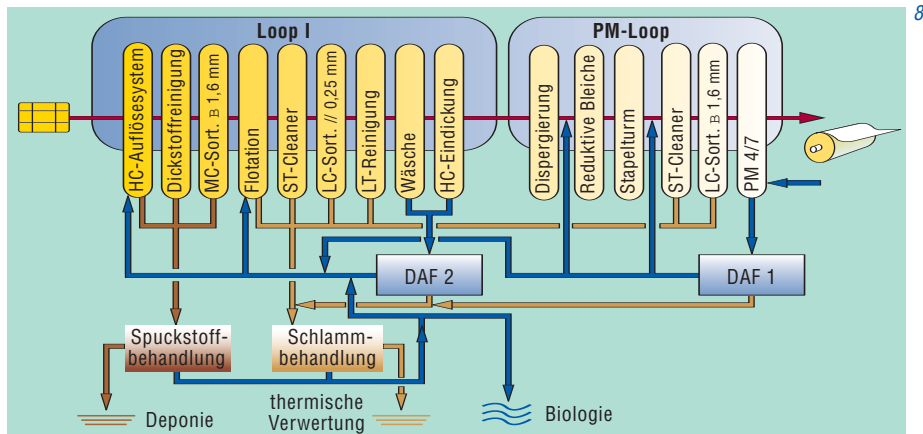 8
Loop I
PM-Loop
HC-Auflösesystem
Dickstoffreinigung
MC-Sort. B 1,6 mm
Flotation
ST-Cleaner
LC-Sort. // 0,25 mm
LT-Reinigung
Wäsche
HC-Eindickung
Dispergierung
Reduktive Bleiche
Stapelturm
ST-Cleaner
LC-Sort. B 1,6 mm
PM 4/7
DAF 2
DAF 1
Spuckstoff-
behandlung
Schlamm-
behandlung
Deponie
thermische
Verwertung
Biologie